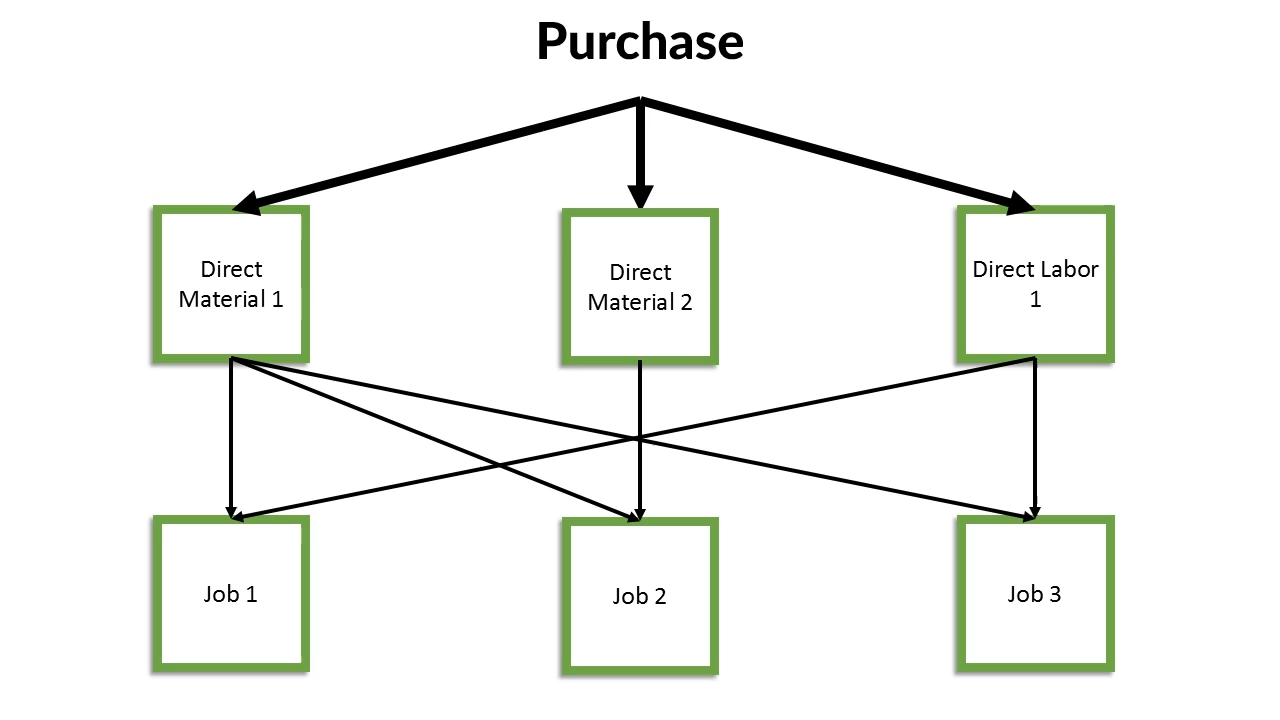 Purchase
Direct
Material 1
Direct
Material 2
Direct Labor
1
Job 1
Job 2
Job 3